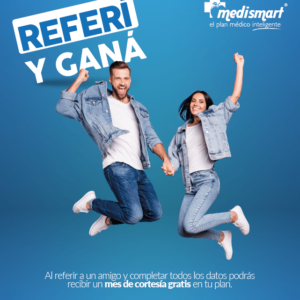 REFERÍ
Y GANÁ
medismart®
el plan médico inteligente
Al referir a un amigo y completar todos los datos podrás
recibir un mes de cortesía gratis en tu plan.